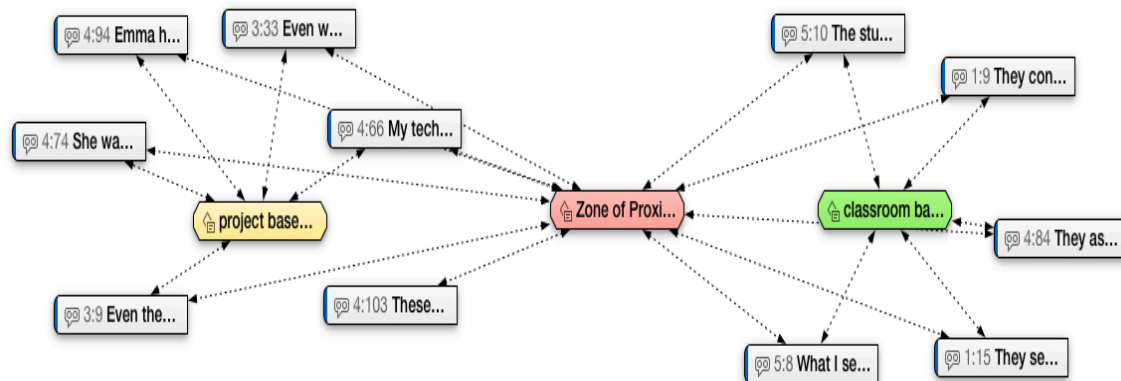 4:94 Emma h...
3:33 Even w...
5:10 The stu...
1:9 They con...
4:66 My tech...
4:74 She wa...
project base...
Zone of Proxi...
classroom ba...
4:84 They as...
3:9 Even the...
4:103 These...
5:8 What I se...
1:15 They se...